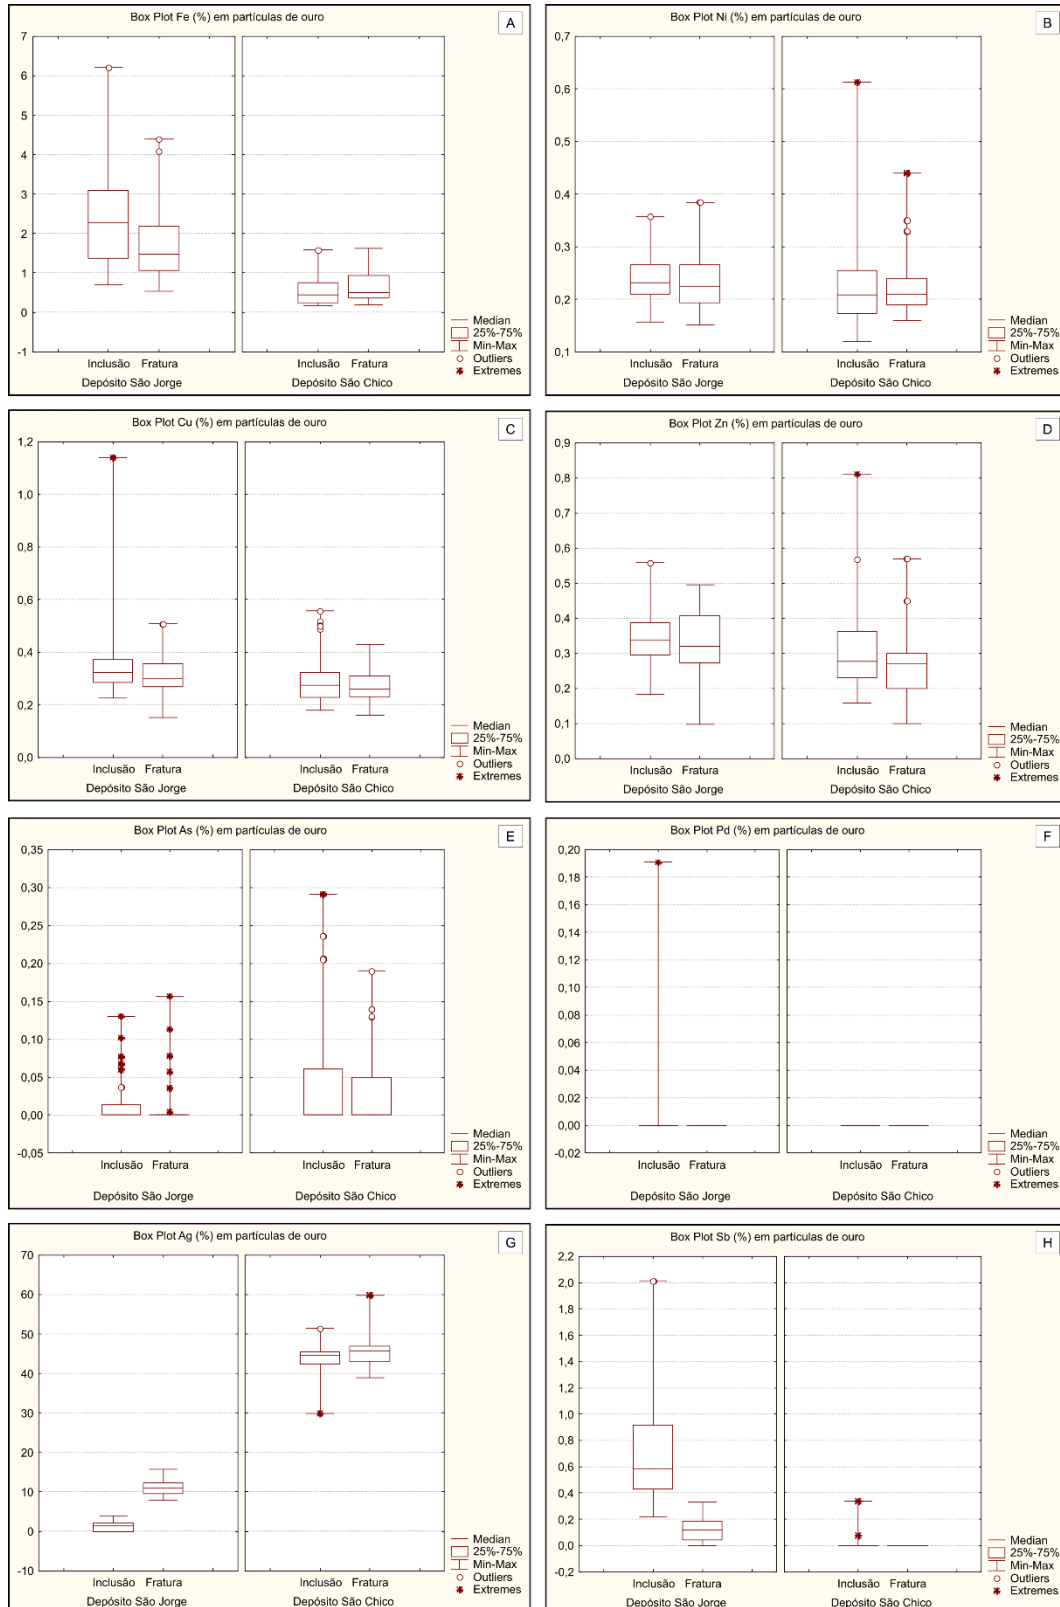 Box Plot Fe (%) em partículas de ouro
A
7
6
5
4
3
2
1
0
-1
Inclusão Fratura
Depósito São Jorge
Inclusão Fratura
Depósito São Chico
Median
25%-75%
Min-Max
Outliers
Extremes
Box Plot Ni (%) em partículas de ouro
B
0,7
0,6
0,5
0,4
0,3
0,2
0,1
Inclusão Fratura
Depósito São Jorge
Inclusão Fratura
Depósito São Chico
Median
25%-75%
Min-Max
Outliers
Extremes
Box Plot Cu (%) em partículas de ouro
C
1,2
1,0
0,8
0,6
0,4
0,2
0,0
Inclusão Fratura
Depósito São Jorge
Inclusão Fratura
Depósito São Chico
Median
25%-75%
Min-Max
Outliers
Extremes
Box Plot Zn (%) em partículas de ouro
D
0,9
0,8
0,7
0,6
0,5
0,4
0,3
0,2
0,1
0,0
Inclusão Fratura
Depósito São Jorge
Inclusão Fratura
Depósito São Chico
Median
25%-75%
Min-Max
Outliers
Extremes
Box Plot As (%) em partículas de ouro
E
0,35
0,30
0,25
0,20
0,15
0,10
0,05
0,00
-0,05
Inclusão Fratura
Depósito São Jorge
Inclusão Fratura
Depósito São Chico
Median
25%-75%
Min-Max
Outliers
Extremes
Box Plot Pd (%) em partículas de ouro
F
0,20
0,18
0,16
0,14
0,12
0,10
0,08
0,06
0,04
0,02
0,00
-0,02
Inclusão Fratura
Depósito São Jorge
Inclusão Fratura
Depósito São Chico
Median
25%-75%
Min-Max
Outliers
Extremes
Box Plot Ag (%) em partículas de ouro
G
70
60
50
40
30
20
10
0
-10
Inclusão Fratura
Depósito São Jorge
Inclusão Fratura
Depósito São Chico
Median
25%-75%
Min-Max
Outliers
Extremes
Box Plot Sb (%) em partículas de ouro
H
2,2
2,0
1,8
1,6
1,4
1,2
1,0
0,8
0,6
0,4
0,2
0,0
-0,2
Inclusão Fratura
Depósito São Jorge
Inclusão Fratura
Depósito São Chico
Median
25%-75%
Min-Max
Outliers
Extremes